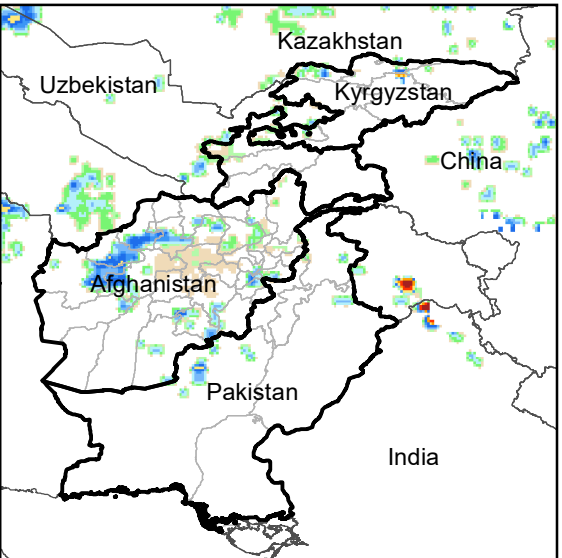 Kazakhstan
Uzbekistan
Kyrgyzstan
China
Afghanistan
Pakistan
India